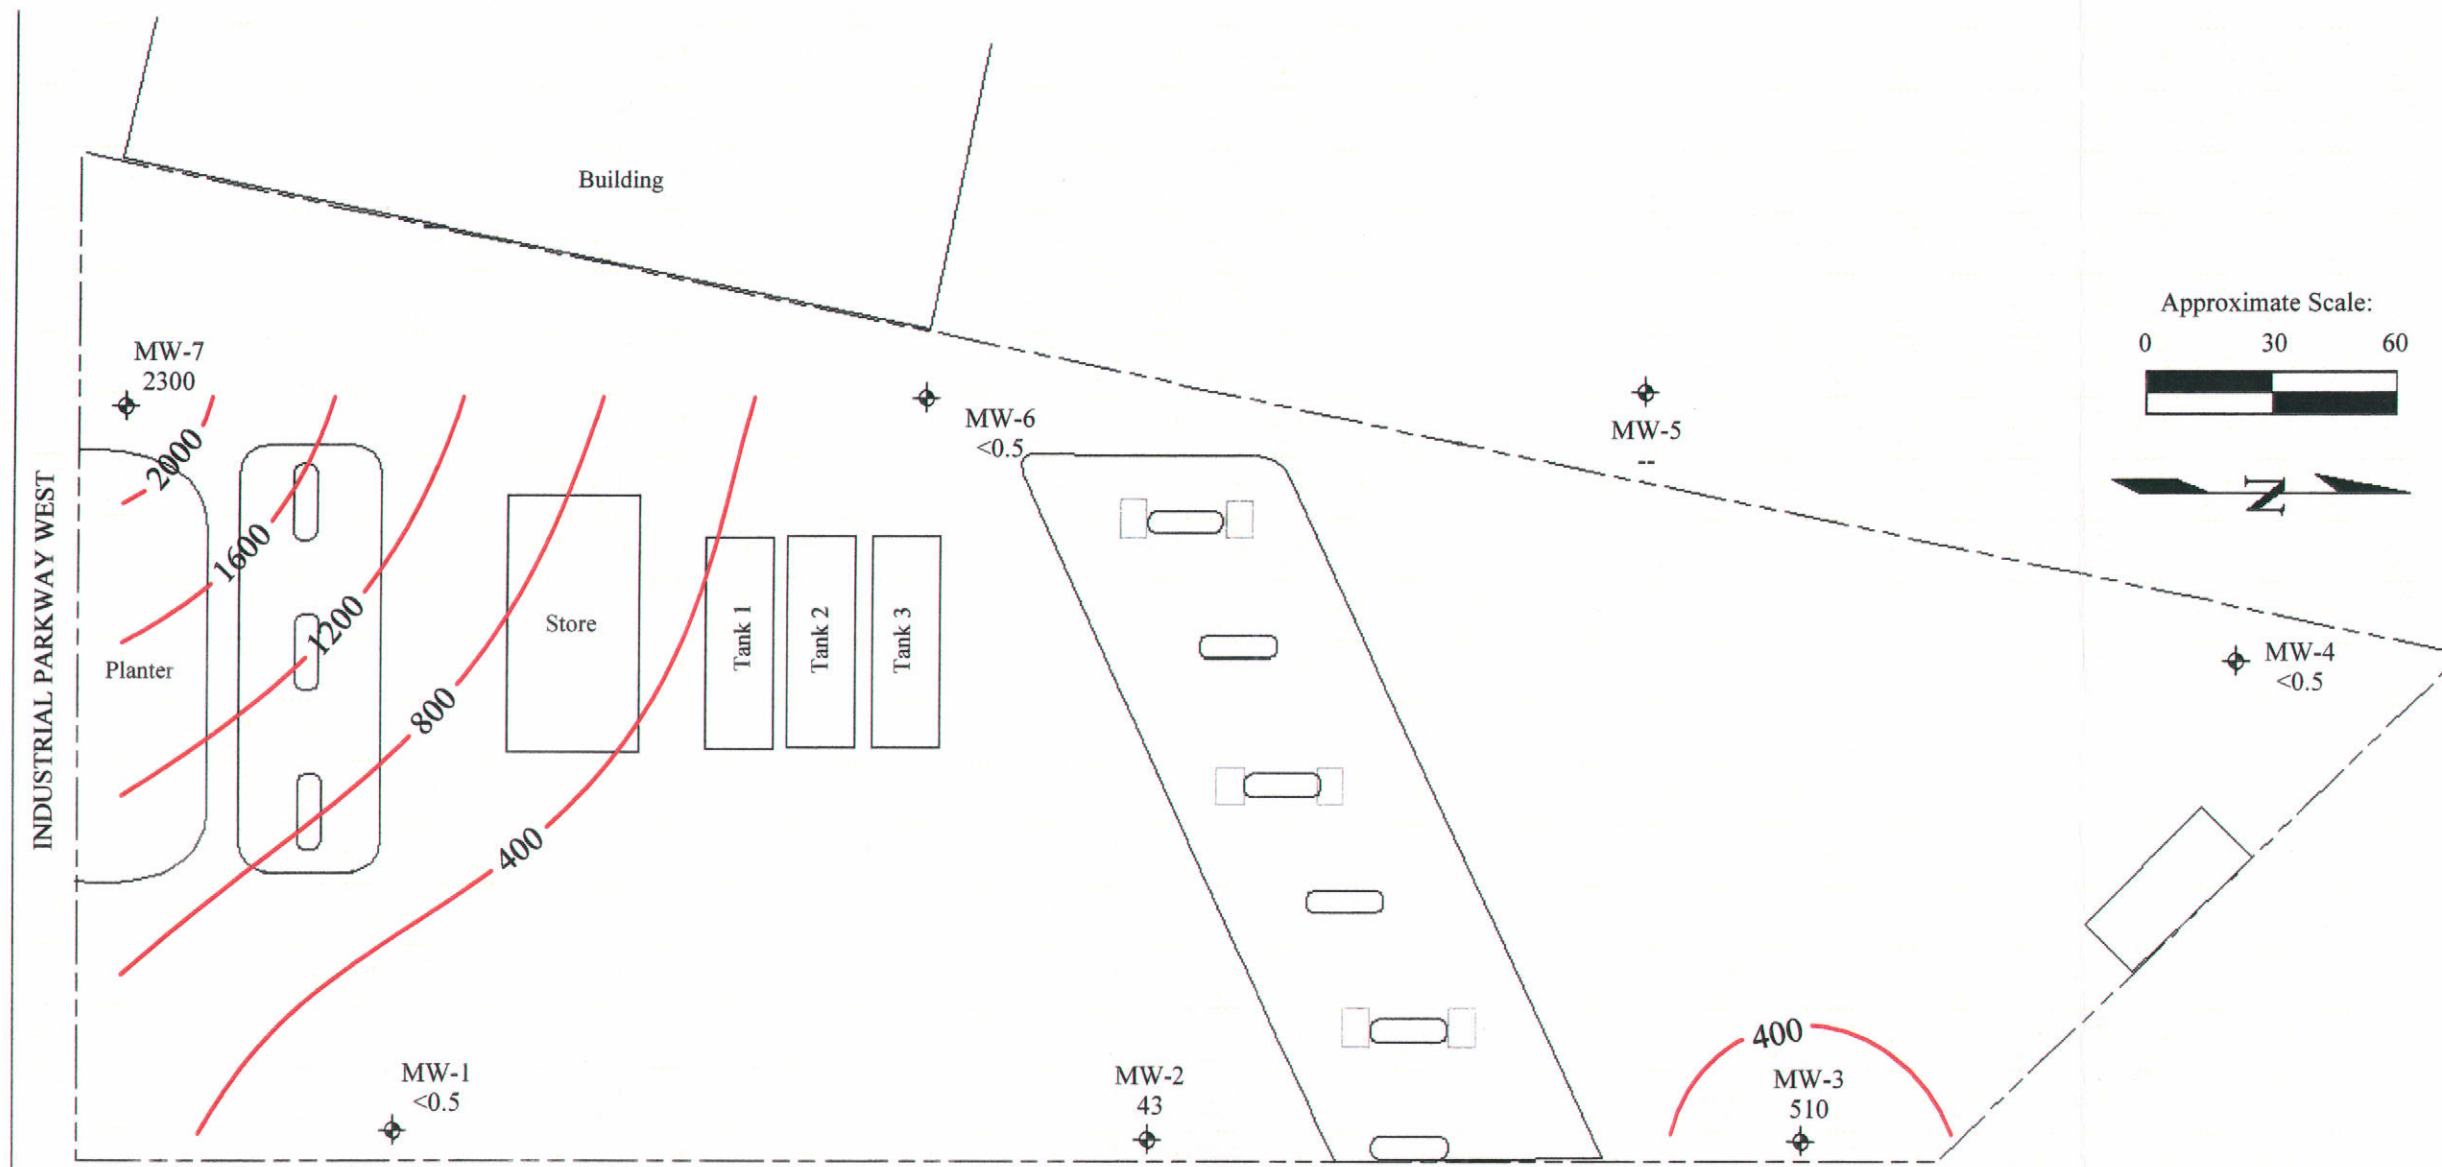 Building
Approximate Scale:
0 30 60
N
MW-7
2300
MW-6
<0.5
MW-5
--
2000
1600
1200
800
400
INDUSTRIAL PARKWAY WEST
Planter
Store
Tank 1
Tank 2
Tank 3
MW-4
<0.5
MW-1
<0.5
MW-2
43
400
MW-3
510